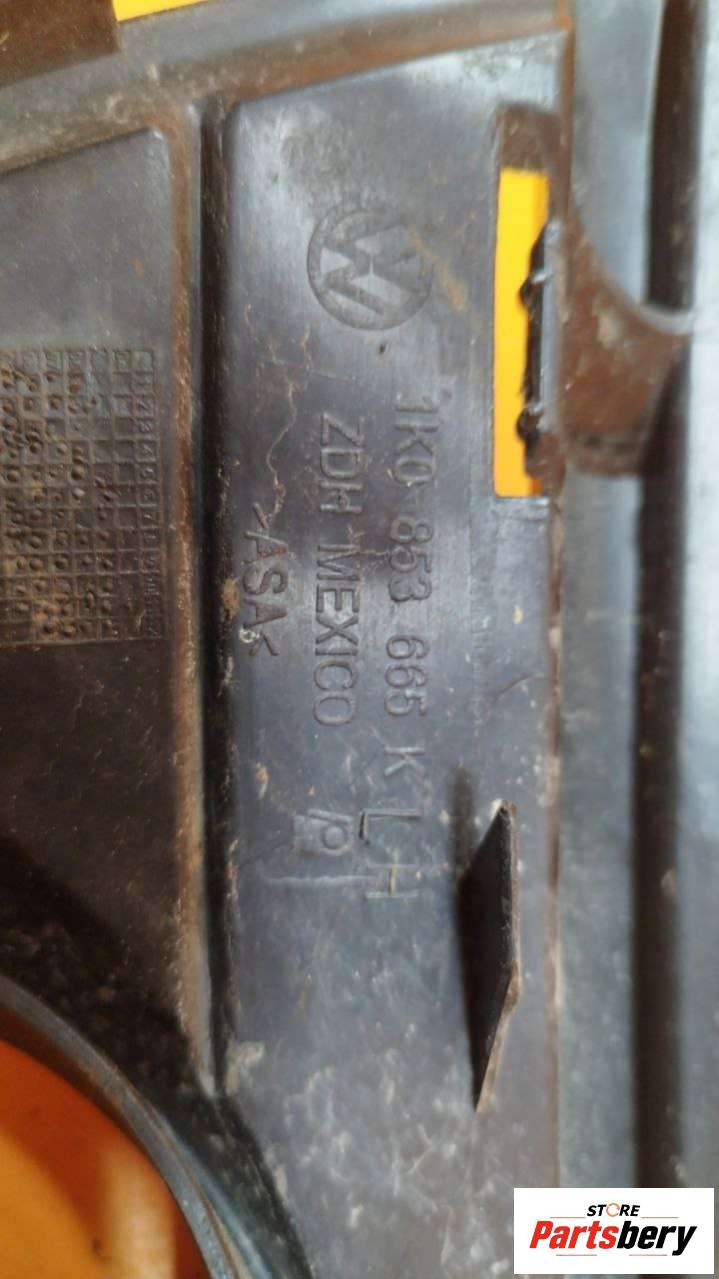 1K0 853 665 K LH
ZDH MEXICO
>ASA<
STORE
Partsbery